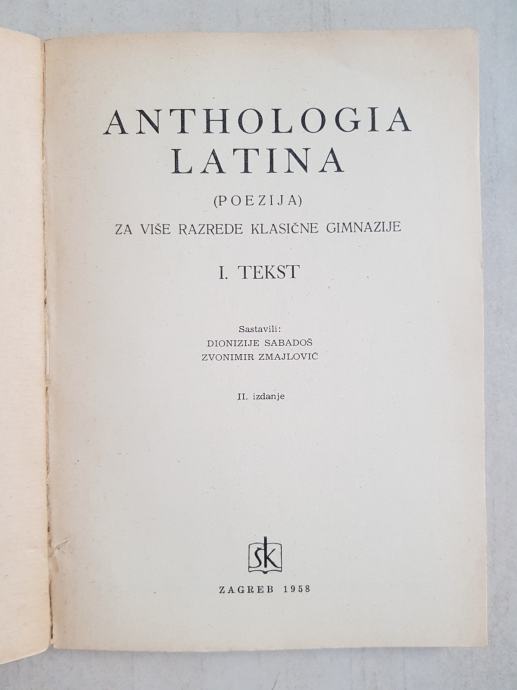 ANTHOLOGIA
LATINA
(POEZIJA)
ZA VIŠE RAZREDE KLASIČNE GIMNAZIJE
I. TEKST
Sastavili:
DIONIZIJE SABADOŠ
ZVONIMIR ZMAJLOVIĆ
II. izdanje
šk
ZAGREB 1958